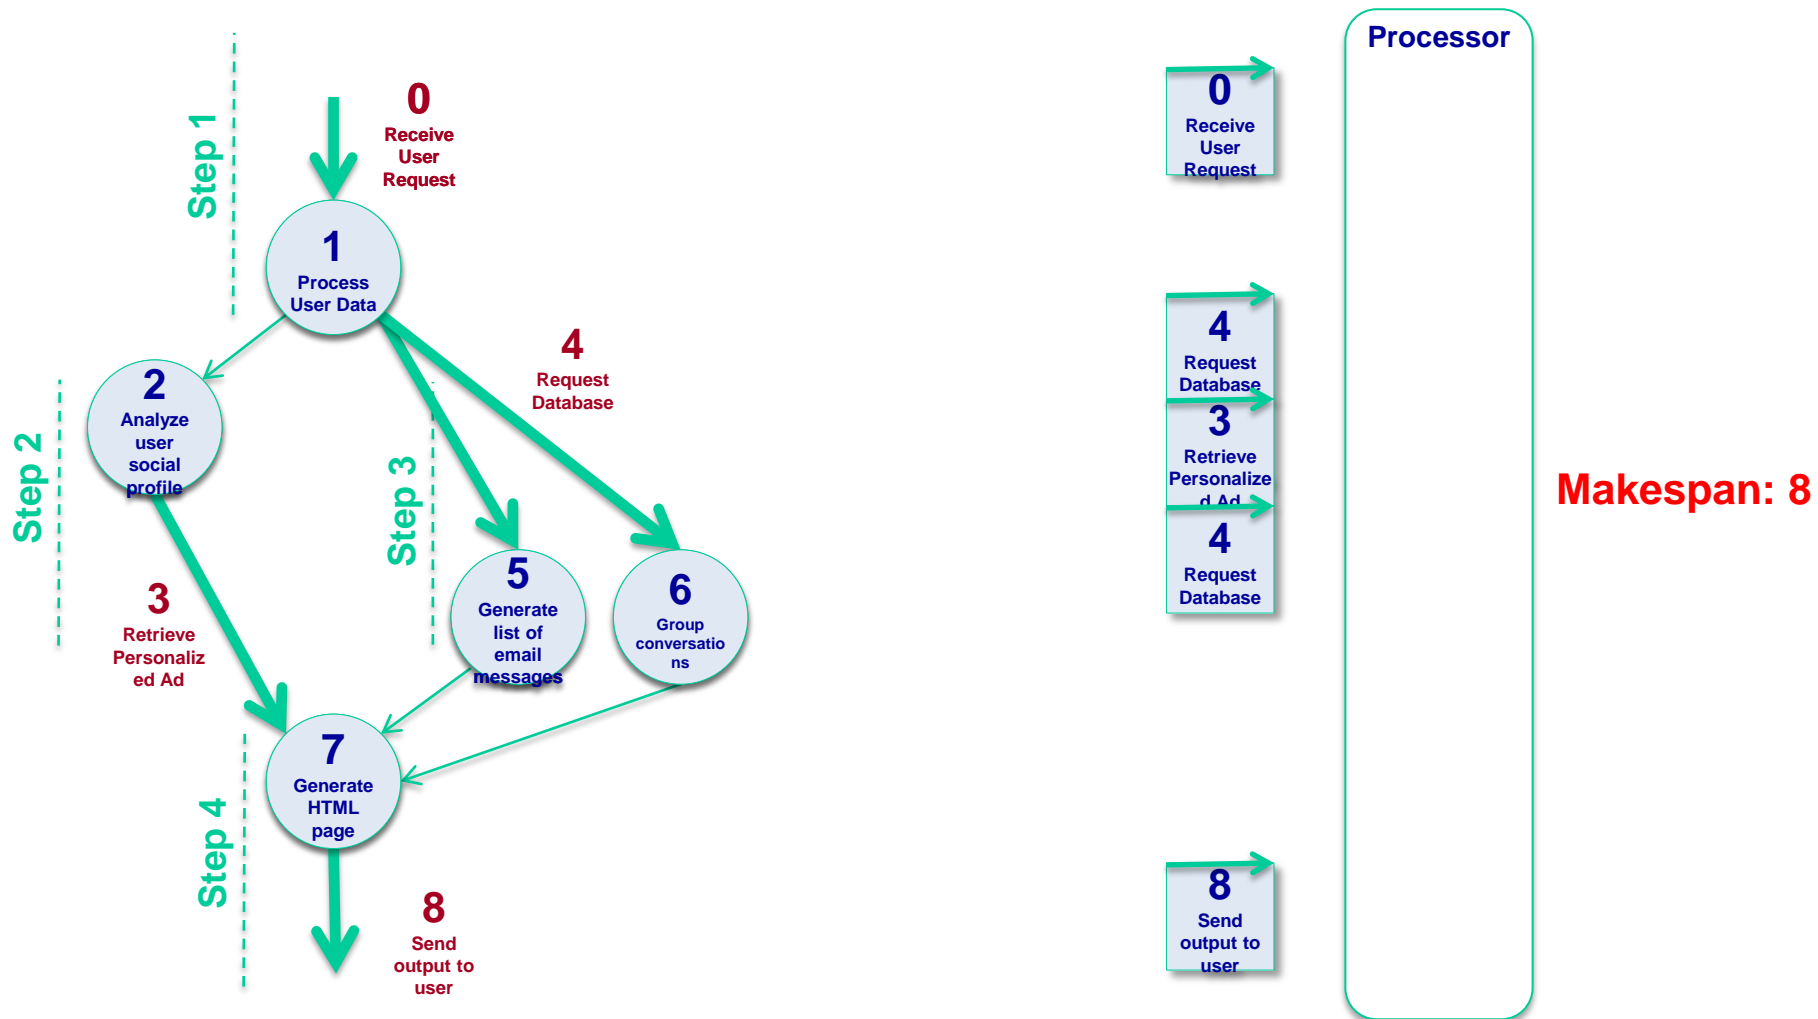 Step 1
0
Receive
User
Request
1
Process
User Data
2
Analyze
user
social
profile
Step 2
4
Request
Database
Step 3
3
Retrieve
Personaliz
ed Ad
5
Generate
list of
email
messages
6
Group
conversatio
ns
7
Generate
HTML
page
Step 4
8
Send
output to
user
0
Receive
User
Request
4
Request
Database
3
Retrieve
Personalize
d Ad
4
Request
Database
8
Send
output to
user
Processor
Makespan: 8